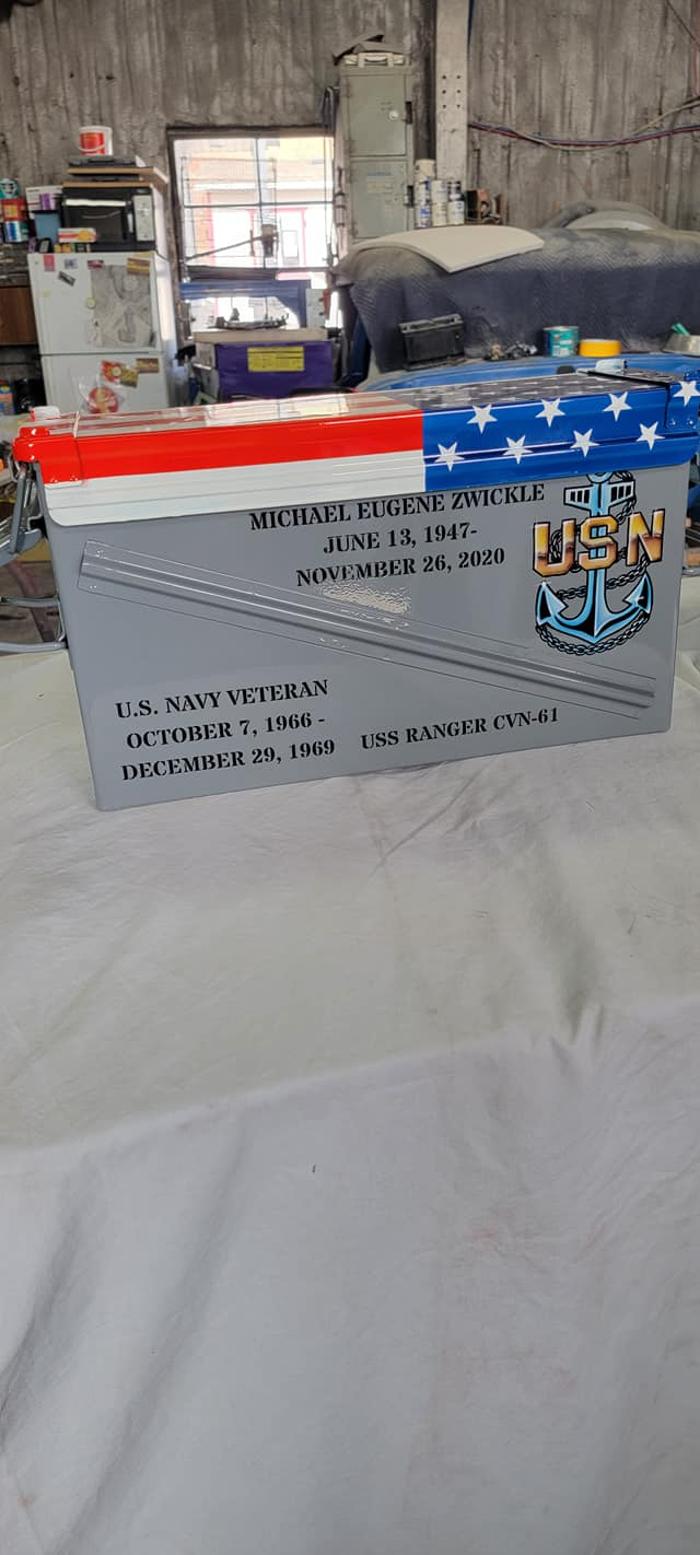 MICHAEL EUGENE ZWICKLE
JUNE 13, 1947-
NOVEMBER 26, 2020
USN
U.S. NAVY VETERAN
OCTOBER 7, 1966 -
DECEMBER 29, 1969
USS RANGER CVN-61